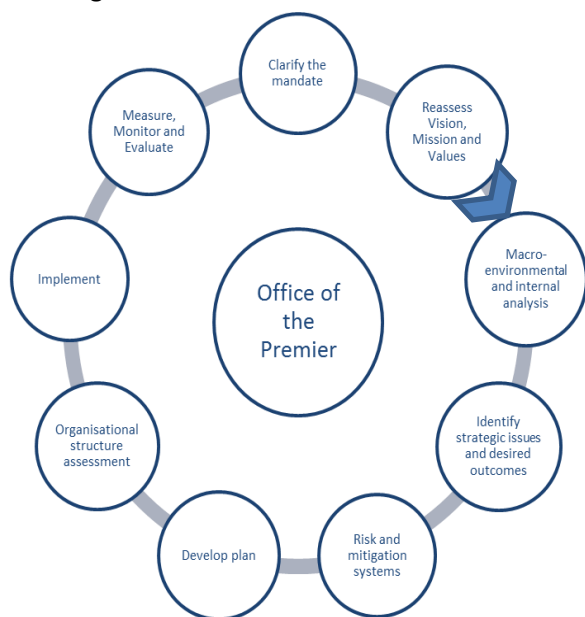 Clarify the
mandate
Reassess
Vision,
Mission and
Values
Macro-
environmental
and internal
analysis
Identify
strategic issues
and desired
outcomes
Risk and
mitigation
systems
Develop plan
Organisational
structure
assessment
Implement
Measure,
Monitor and
Evaluate
Office of
the
Premier